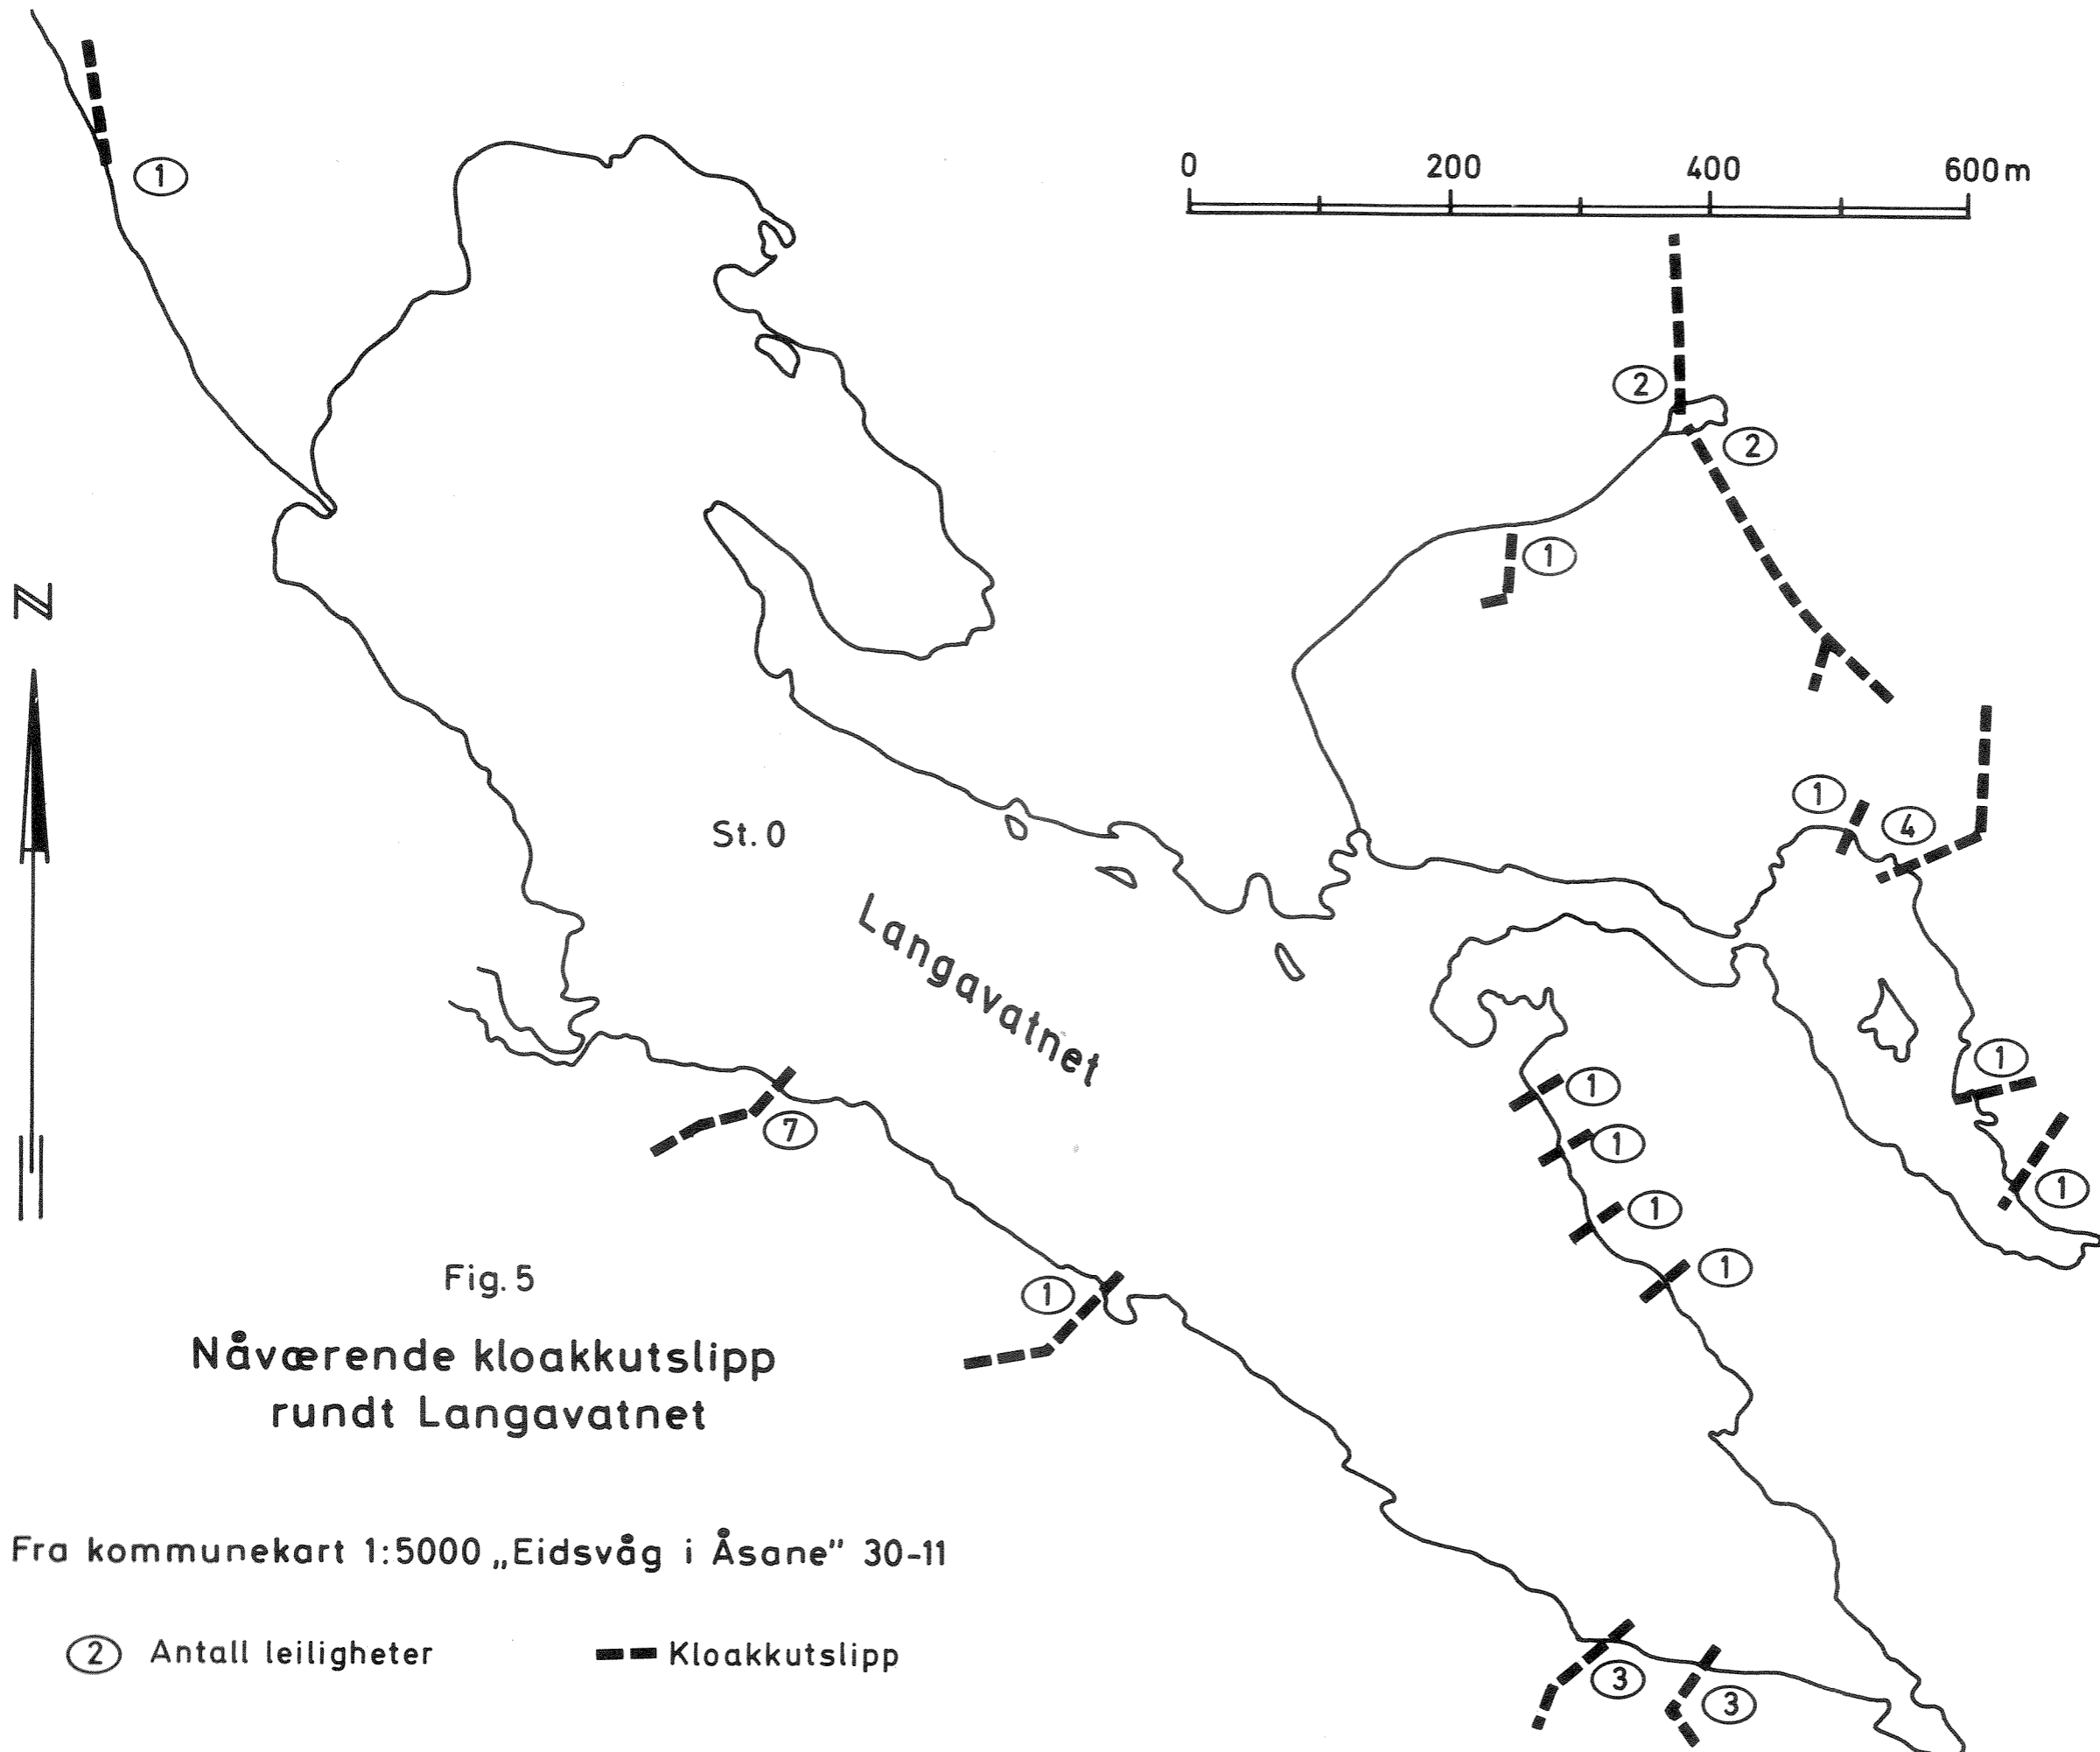 0 200 400 600 m
1
2
2
1
N
1
4
St. 0
Langavatnet
1
1
7
1
1
1
1
1
Fig. 5
1
Nåværende kloakkutslipp
rundt Langavatnet
Fra kommunekart 1:5000 „Eidsvåg i Åsane" 30-11
2 Antall leiligheter
Kloakkutslipp
3
3